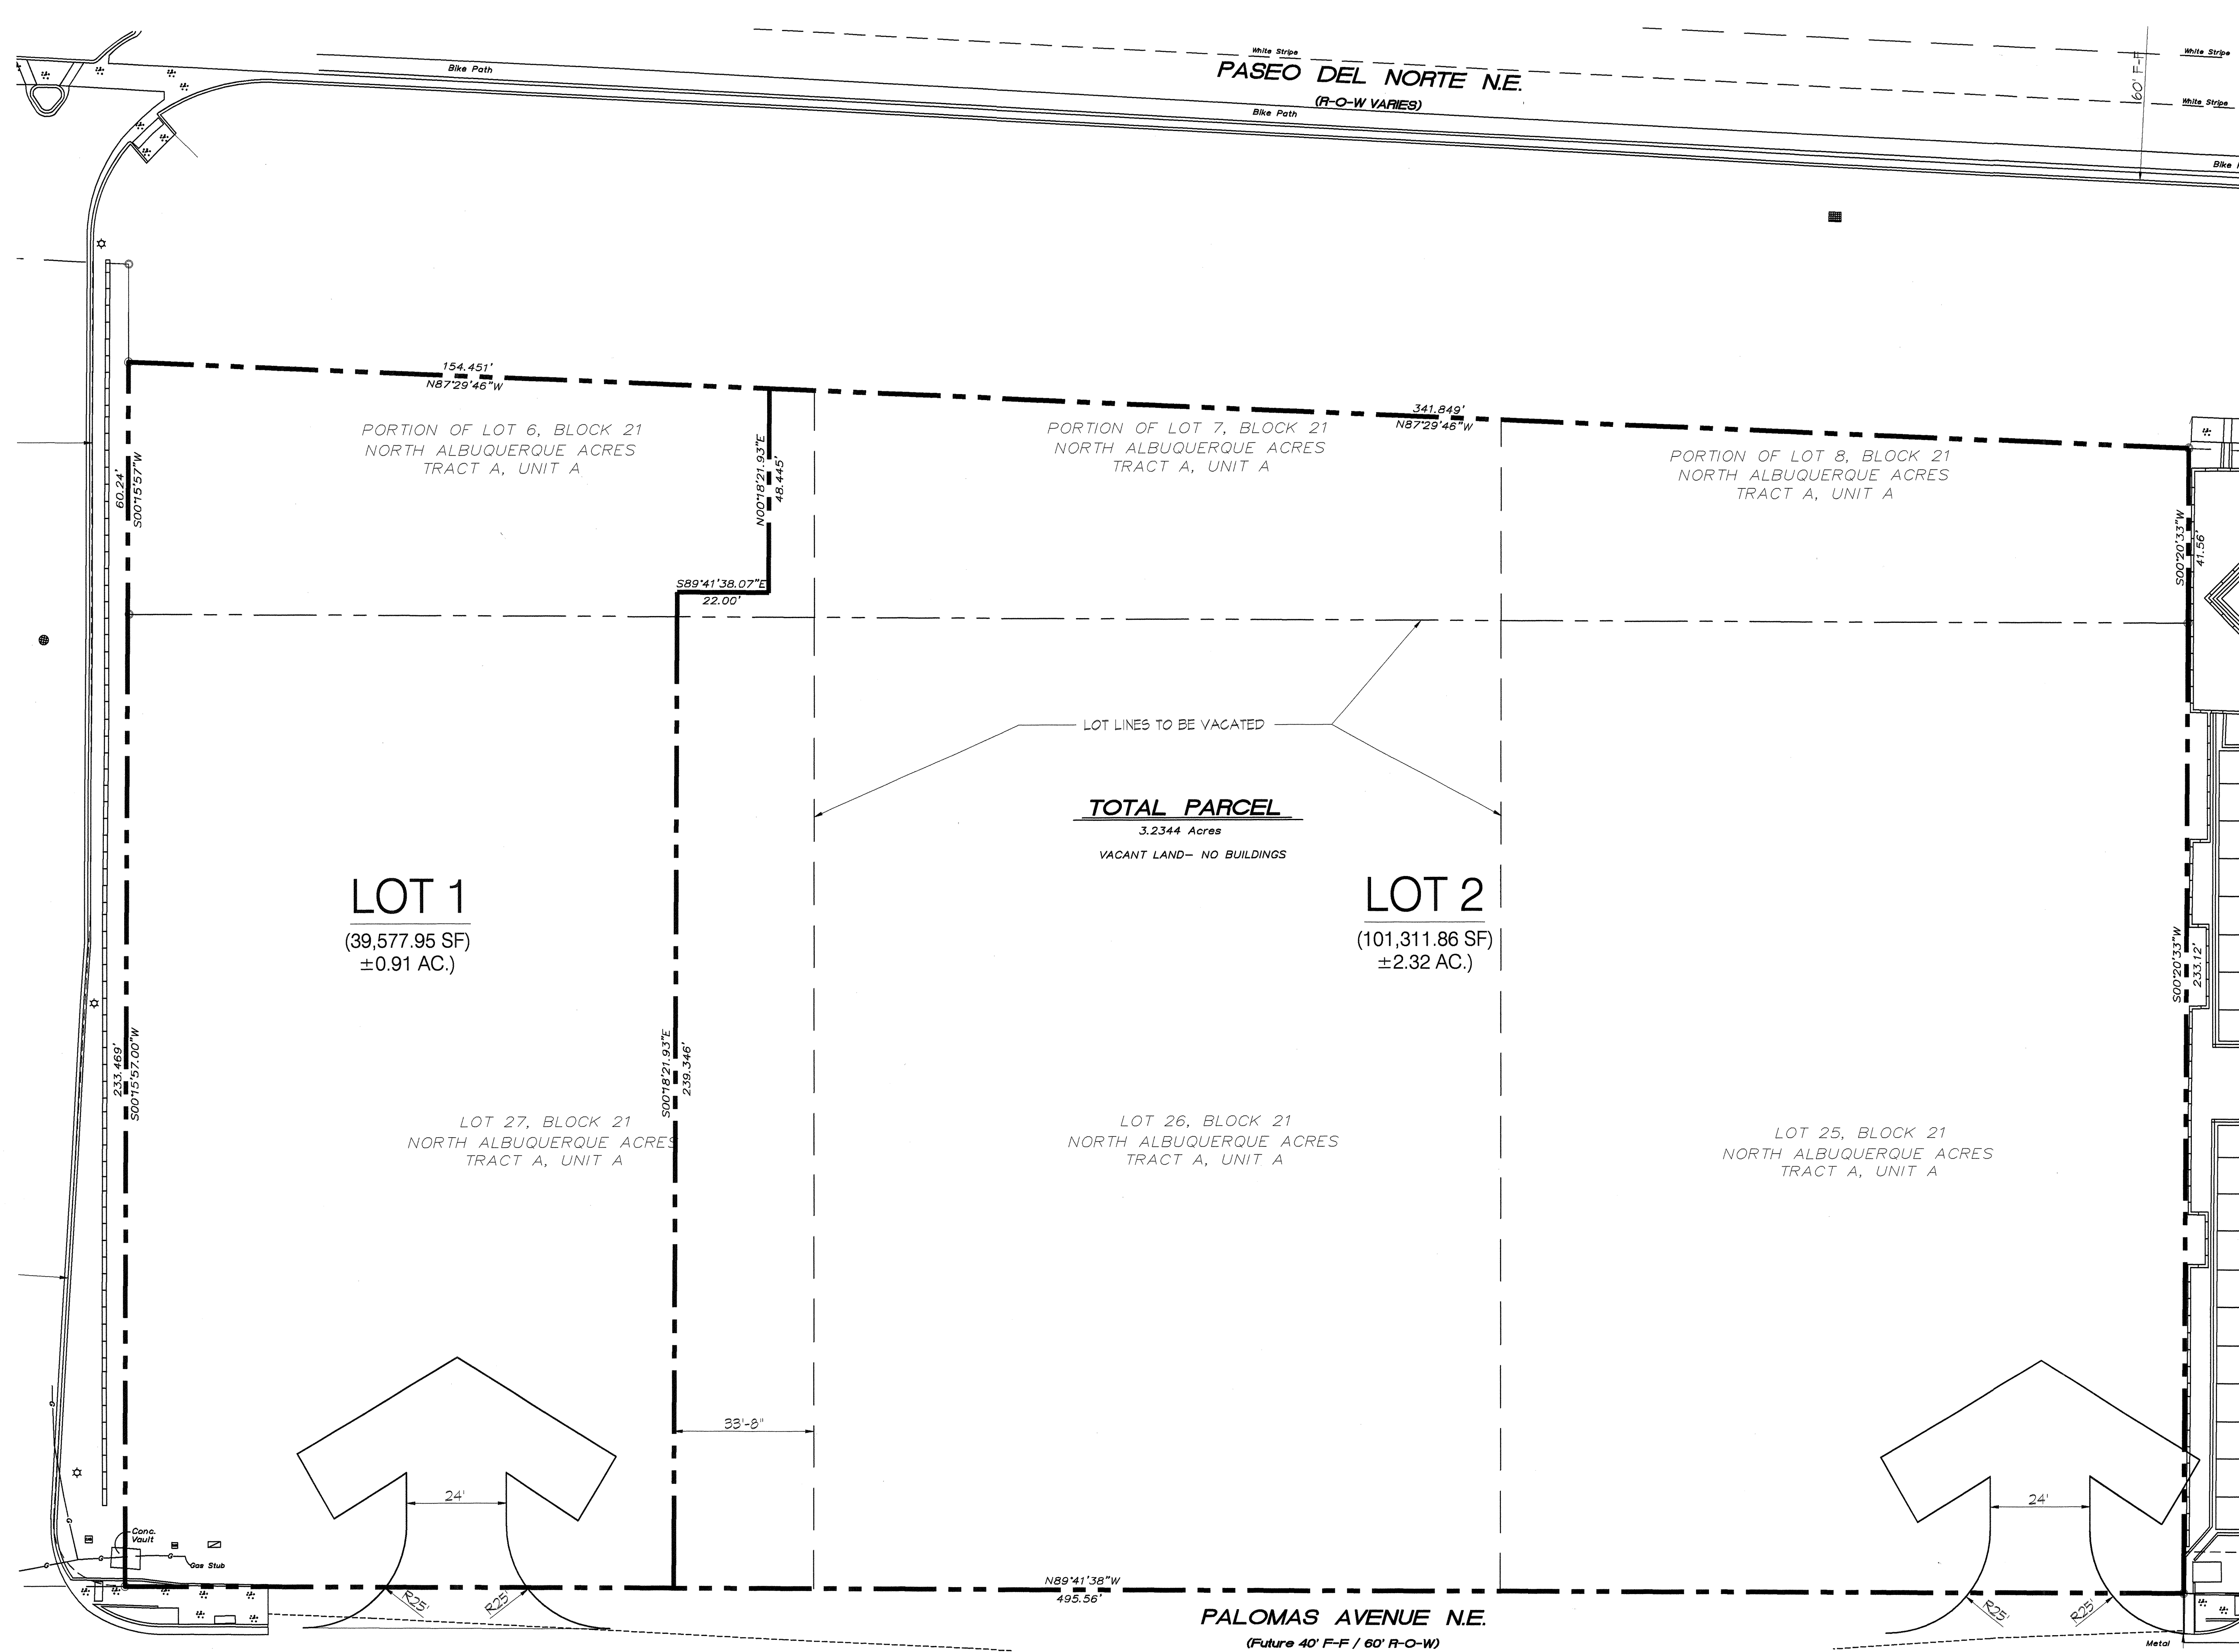 White Stripe
White Stripe
PASEO DEL NORTE N.E.
(R-O-W VARIES)
60' F-F
White Stripe
Bike Path
Bike Path
Bike
154.451'
N87°29'46"W
341.849'
N87°29'46"W
PORTION OF LOT 6, BLOCK 21
NORTH ALBUQUERQUE ACRES
TRACT A, UNIT A
PORTION OF LOT 7, BLOCK 21
NORTH ALBUQUERQUE ACRES
TRACT A, UNIT A
PORTION OF LOT 8, BLOCK 21
NORTH ALBUQUERQUE ACRES
TRACT A, UNIT A
60.24'
S00°15'57"W
N00°18'21.93"E
48.445'
S00°20'33"W
41.56'
S89°41'38.07"E
22.00'
LOT LINES TO BE VACATED
TOTAL PARCEL
3.2344 Acres
VACANT LAND- NO BUILDINGS
LOT 1
(39,577.95 SF)
±0.91 AC.)
LOT 2
(101,311.86 SF)
±2.32 AC.)
S00°20'33"W
233.12'
233.469'
S00°15'57.00"W
S00°18'21.93"E
239.346'
LOT 27, BLOCK 21
NORTH ALBUQUERQUE ACRES
TRACT A, UNIT A
LOT 26, BLOCK 21
NORTH ALBUQUERQUE ACRES
TRACT A, UNIT A
LOT 25, BLOCK 21
NORTH ALBUQUERQUE ACRES
TRACT A, UNIT A
33'-8"
24'
24'
Conc.
Vault
G
G
G
G
G
Gas Stub
R25'
R25'
N89°41'38"W
495.56'
R25'
R25'
PALOMAS AVENUE N.E.
(Future 40' F-F / 60' R-O-W)
Metal